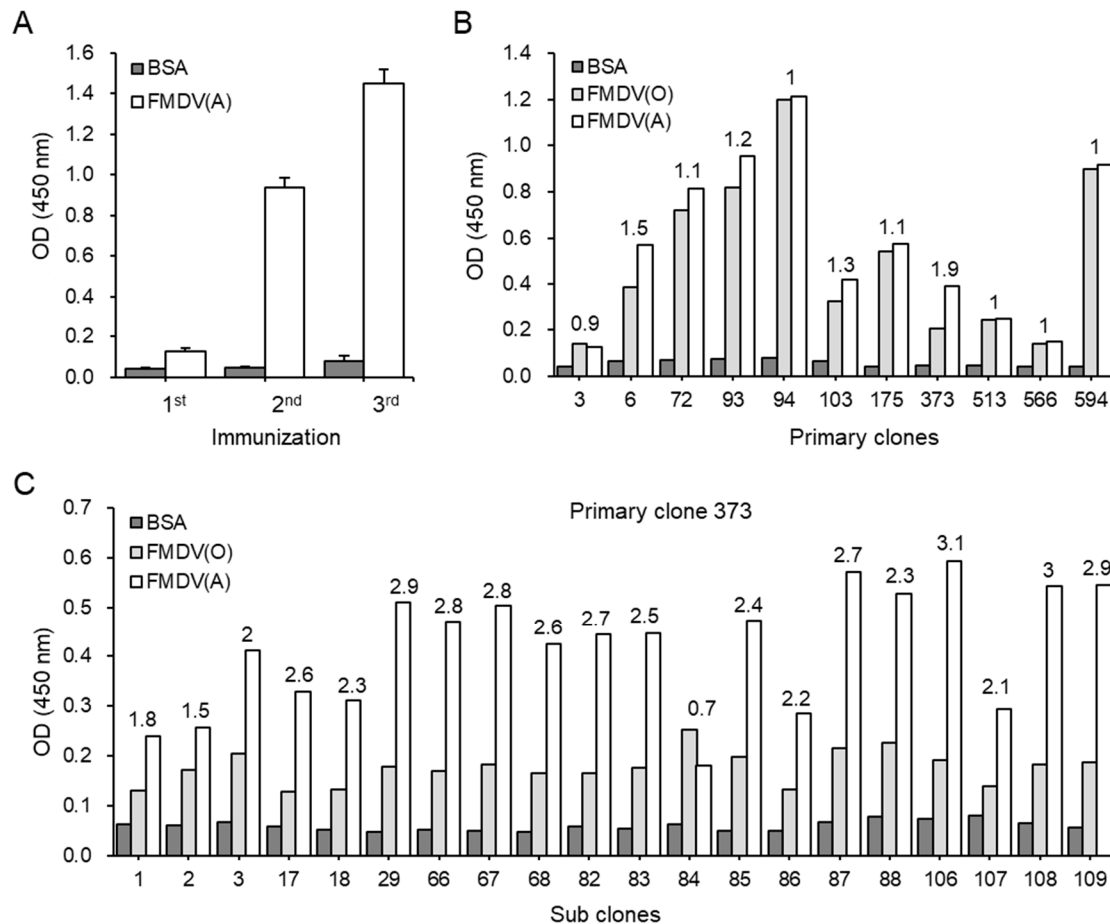 A
B
BSA
FMDV(A)
OD (450 nm)
1.6
1.4
1.2
1.0
0.8
0.6
0.4
0.2
0.0
1st
2nd
3rd
Immunization
BSA
FMDV(O)
FMDV(A)
OD (450 nm)
1.4
1.2
1.0
0.8
0.6
0.4
0.2
0.0
0.9
1.5
1.1
1.2
1
1.3
1.1
1.9
1
1
1
3 6 72 93 94 103 175 373 513 566 594
Primary clones
C
Primary clone 373
BSA
FMDV(O)
FMDV(A)
OD (450 nm)
0.7
0.6
0.5
0.4
0.3
0.2
0.1
0.0
1.8
1.5
2
2.6
2.3
2.9
2.8
2.8
2.6
2.7
2.5
0.7
2.4
2.2
2.7
2.3
3.1
2.1
3
2.9
1 2 3 17 18 29 66 67 68 82 83 84 85 86 87 88 106 107 108 109
Sub clones